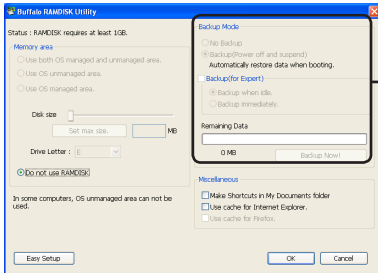 Buffalo RAMDISK Utility
Status : RAMDISK requires at least 1GB.
Memory area
Use both OS managed and unmanaged area.
Use OS unmanaged area.
Use OS managed area.
Disk size
Set max size.
MB
Drive Letter : E
Do not use RAMDISK
In some computers, OS unmanaged area can not be
used.
Easy Setup
Backup Mode
No Backup
Backup(Power off and suspend)
Automatically restore data when booting.
Backup(for Expert)
Backup when idle.
Backup immediately.
Remaining Data
0 MB
Backup Now!
Miscellaneous
Make Shortcuts in My Documents folder
Use cache for Internet Explorer.
Use cache for Firefox.
OK
Cancel